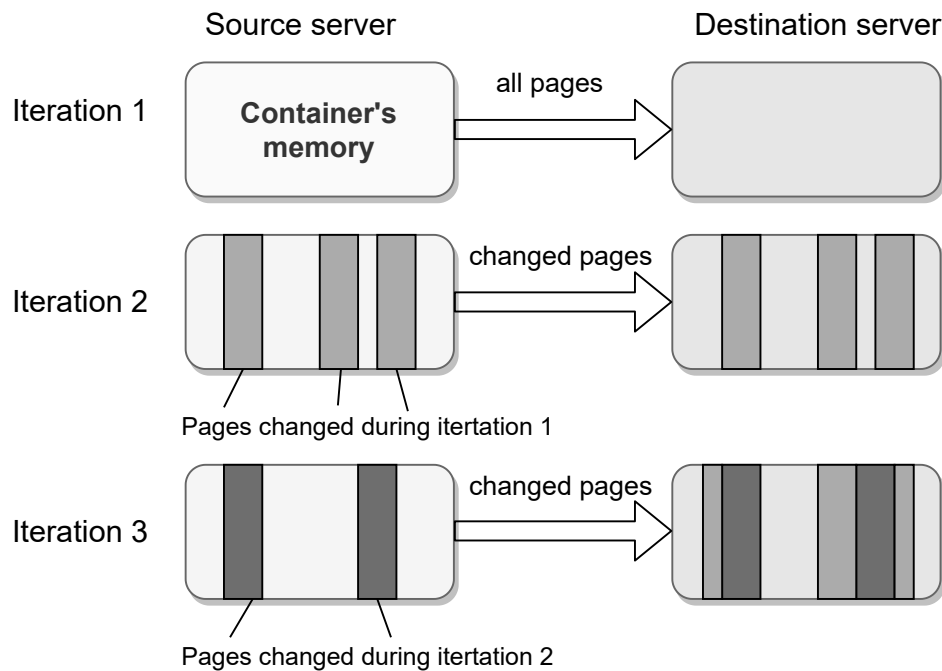 Source server
Destination server
Iteration 1
Container's
memory
all pages
Iteration 2
changed pages
Pages changed during itertation 1
Iteration 3
changed pages
Pages changed during itertation 2